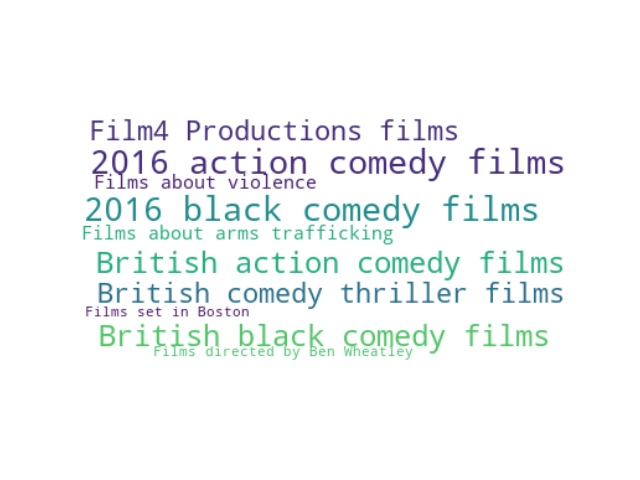 Film4 Productions films
2016 action comedy films
Films about violence
2016 black comedy films
Films about arms trafficking
British action comedy films
British comedy thriller films
Films set in Boston
British black comedy films
Films directed by Ben Wheatley